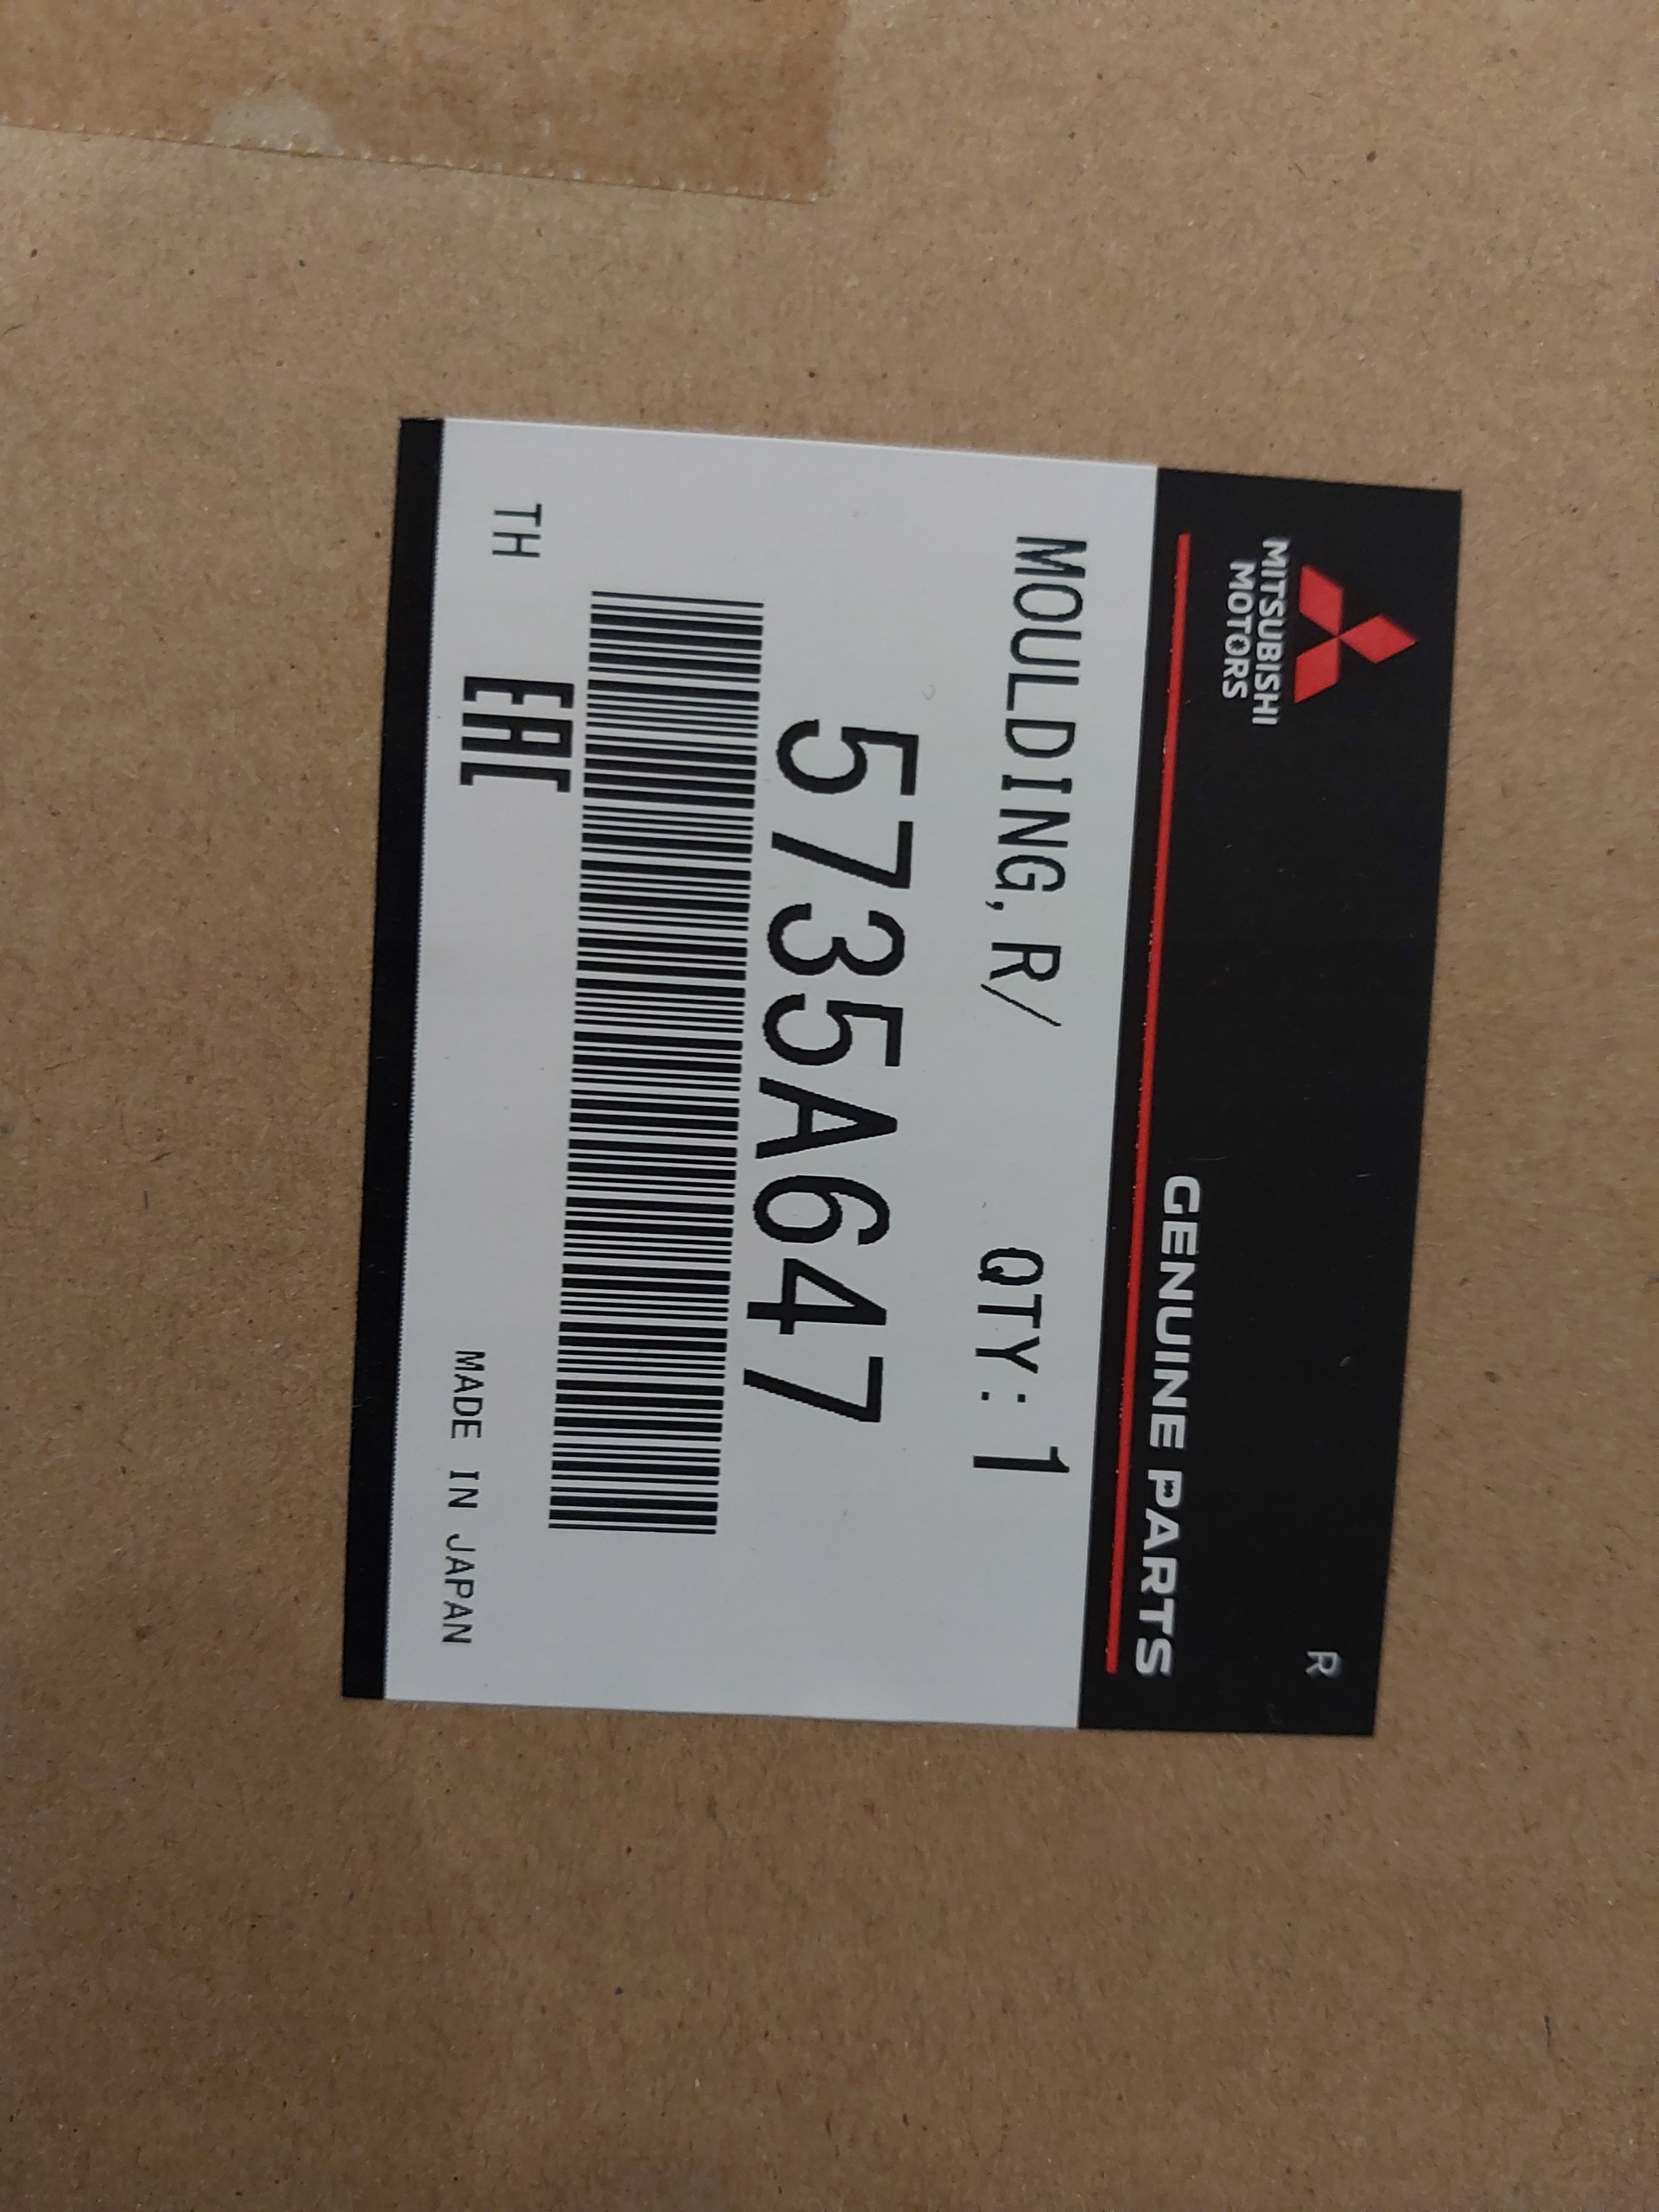 R
MITSUBISHI
MOTORS
GENUINE PARTS
MOULDING, R/ QTY: 1
5735A647
TH
EAC
MADE IN JAPAN